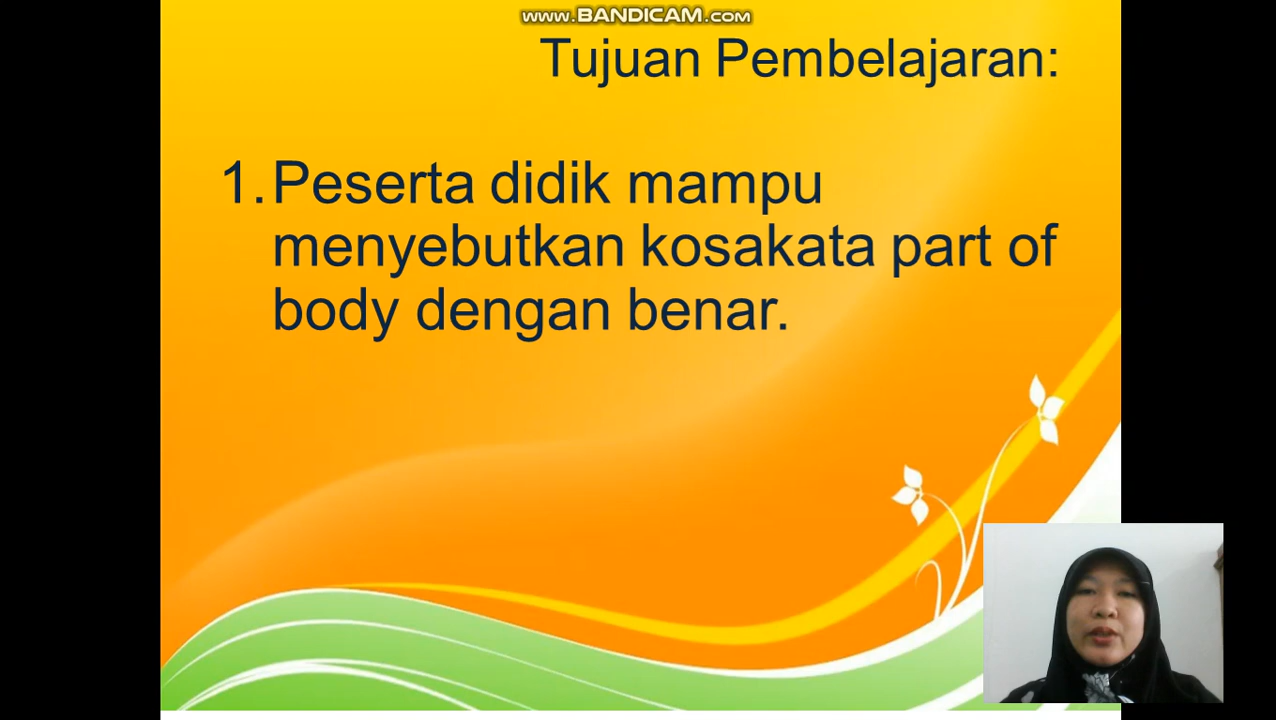 WWW.BANDICAM.COM
Tujuan Pembelajaran:
1. Peserta didik mampu
menyebutkan kosakata part of
body dengan benar.